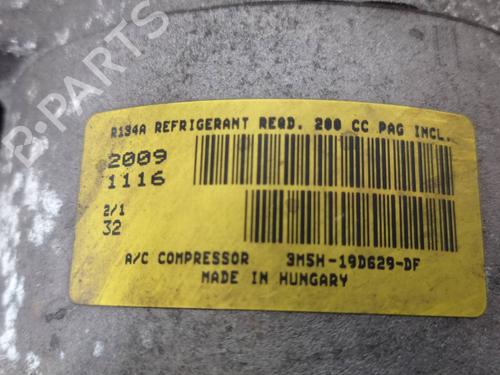 R134A REFRIGERANT REQD. 200 CC PAG INCL.
2009
1116
2/1
32
A/C COMPRESSOR 3M5H-19D629-DF
MADE IN HUNGARY
B-PARTS